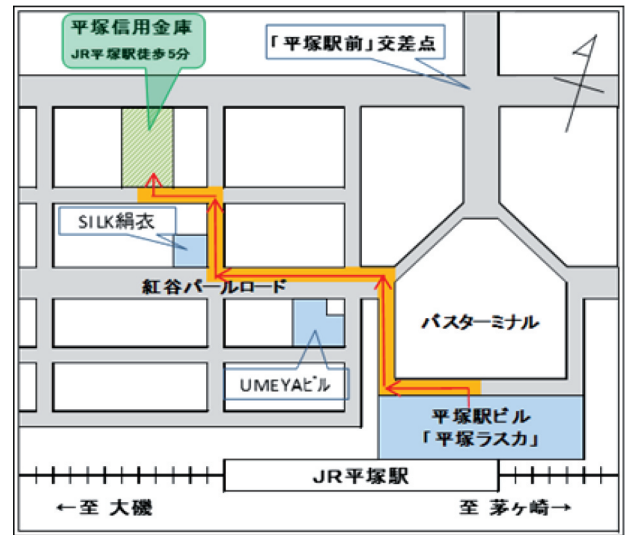 平塚信用金庫
JR平塚駅徒歩5分
「平塚駅前」交差点
SILK絹衣
紅谷パールロード
バスターミナル
UMEYAビル
平塚駅ビル
「平塚ラスカ」
JR平塚駅
←至 大磯
至 茅ヶ崎→